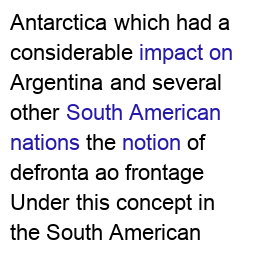 Antarctica which had a
considerable impact on
Argentina and several
other South American
nations the notion of
defronta ao frontage
Under this concept in
the South American